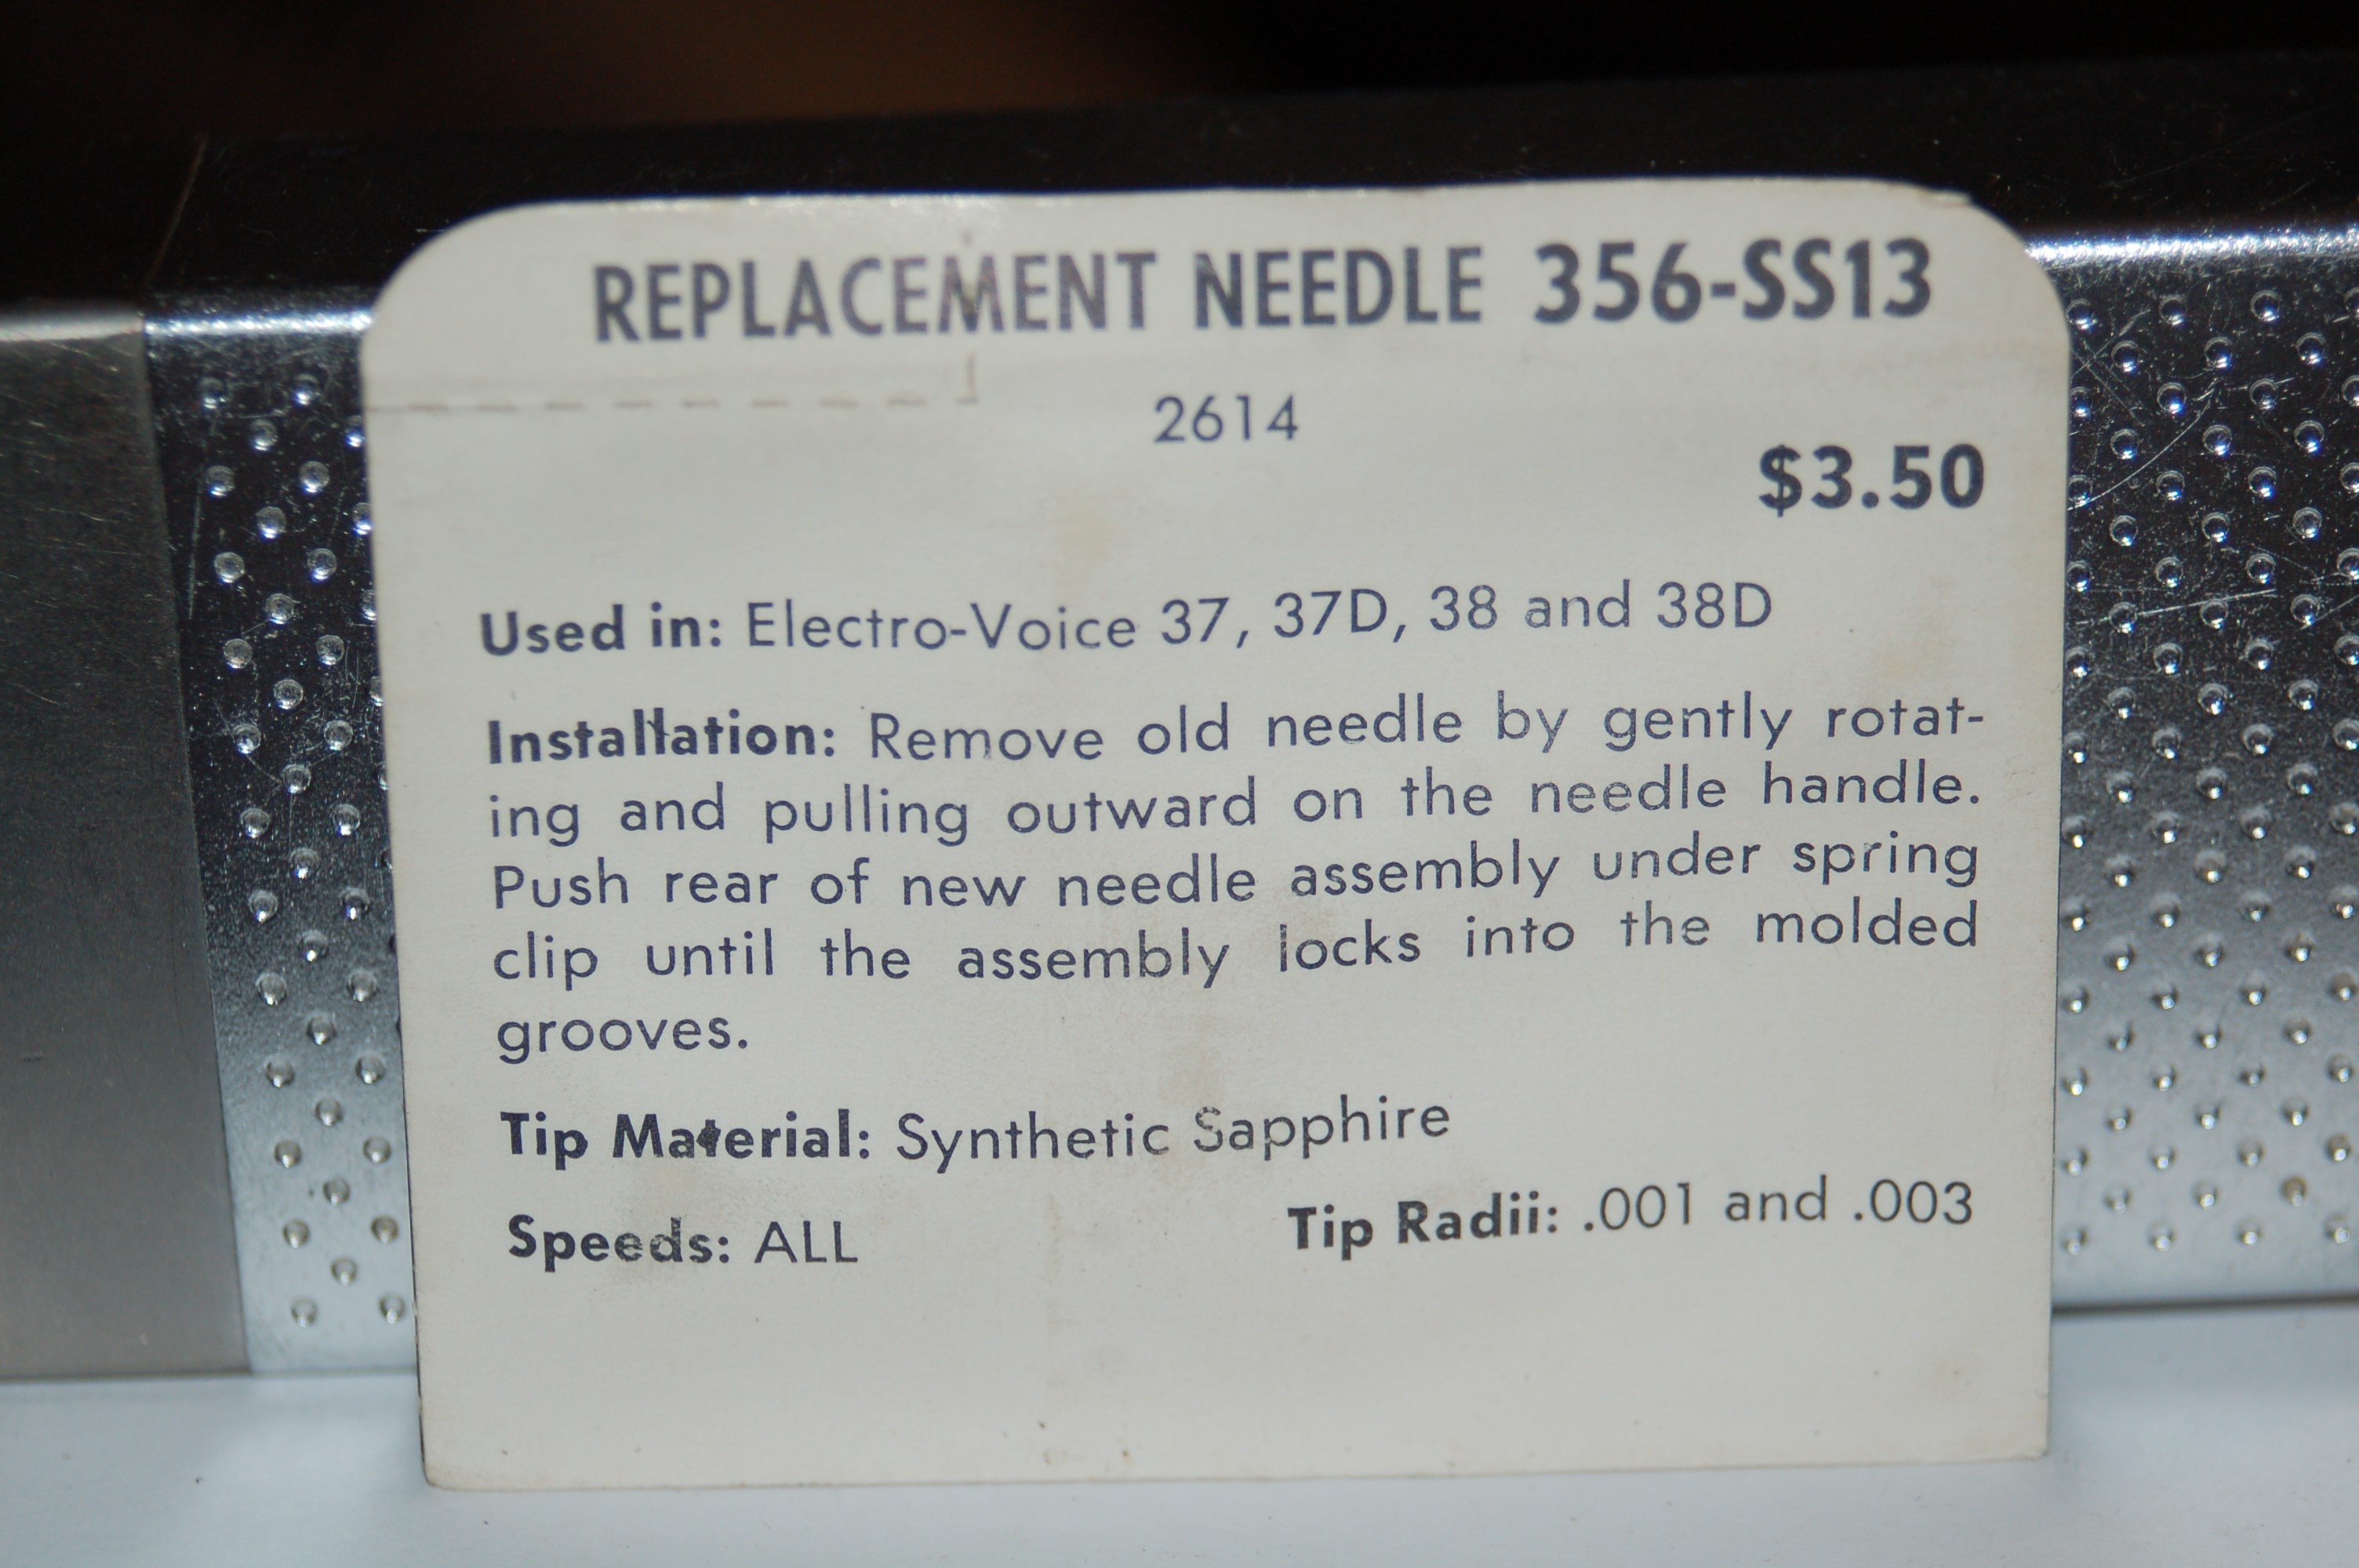 REPLACEMENT NEEDLE 356-SS13
2614
$3.50
Used in: Electro-Voice 37, 37D, 38 and 38D
Installation: Remove old needle by gently rotat-
ing and pulling outward on the needle handle.
Push rear of new needle assembly under spring
clip until the assembly locks into the molded
grooves.
Tip Material: Synthetic Sapphire
Speeds: ALL Tip Radii: .001 and .003